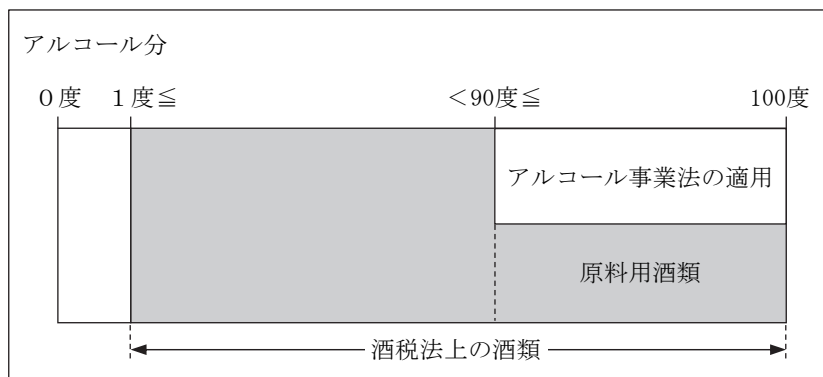 アルコール分
0度 1度≦ <90度≦ 100度
アルコール事業法の適用
原料用酒類
酒税法上の酒類